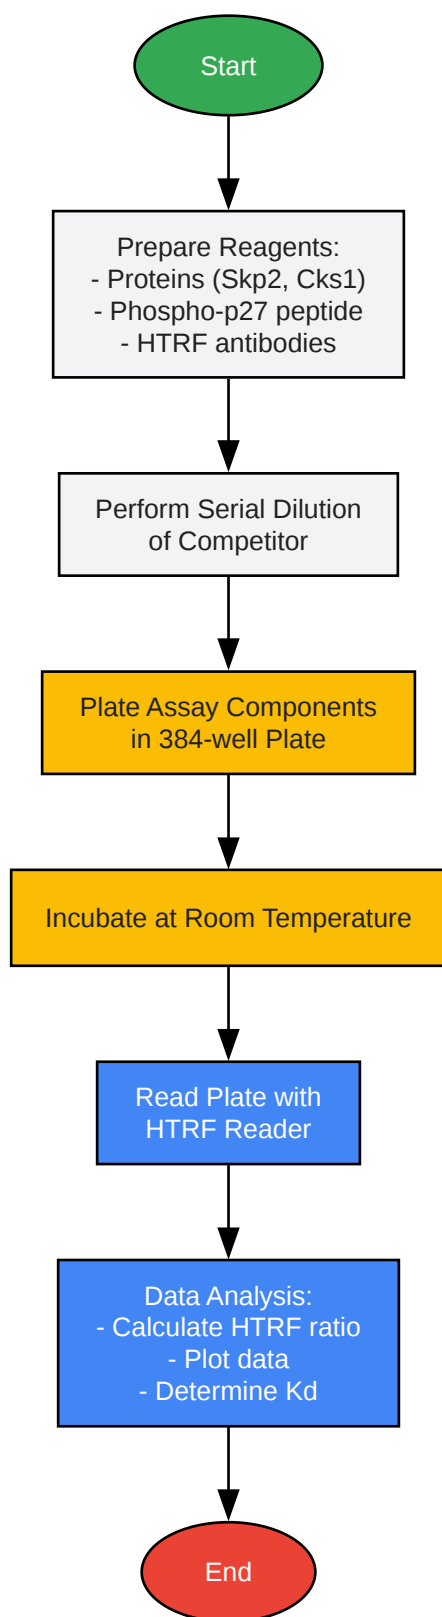 Start
Prepare Reagents:
- Proteins (Skp2, Cks1)
- Phospho-p27 peptide
- HTRF antibodies
Perform Serial Dilution
of Competitor
Plate Assay Components
in 384-well Plate
Incubate at Room Temperature
Read Plate with
HTRF Reader
Data Analysis:
- Calculate HTRF ratio
- Plot data
- Determine Kd
End